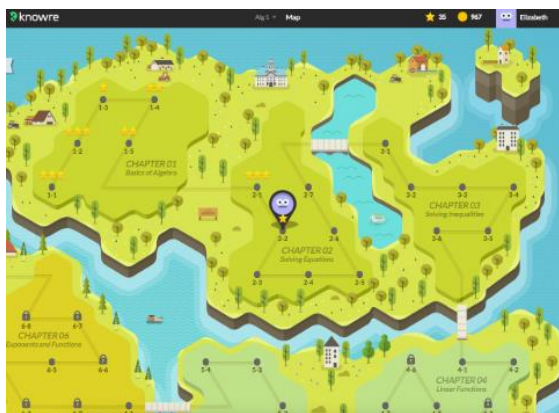 knowre
Alg 1
Map
35
967
Elizabeth
1-3
1-4
1-2
1-5
CHAPTER 01
Basics of Algebra
1-1
2-1
2-7
2-2
2-6
CHAPTER 02
Solving Equations
2-3
2-4
2-5
3-1
3-2
3-3
3-4
CHAPTER 03
Solving Inequalities
3-6
3-5
6-8
6-7
CHAPTER 06
Exponents and Functions
6-5
6-6
5-4
5-3
4-6
4-1
4-2
CHAPTER 04
Linear Functions